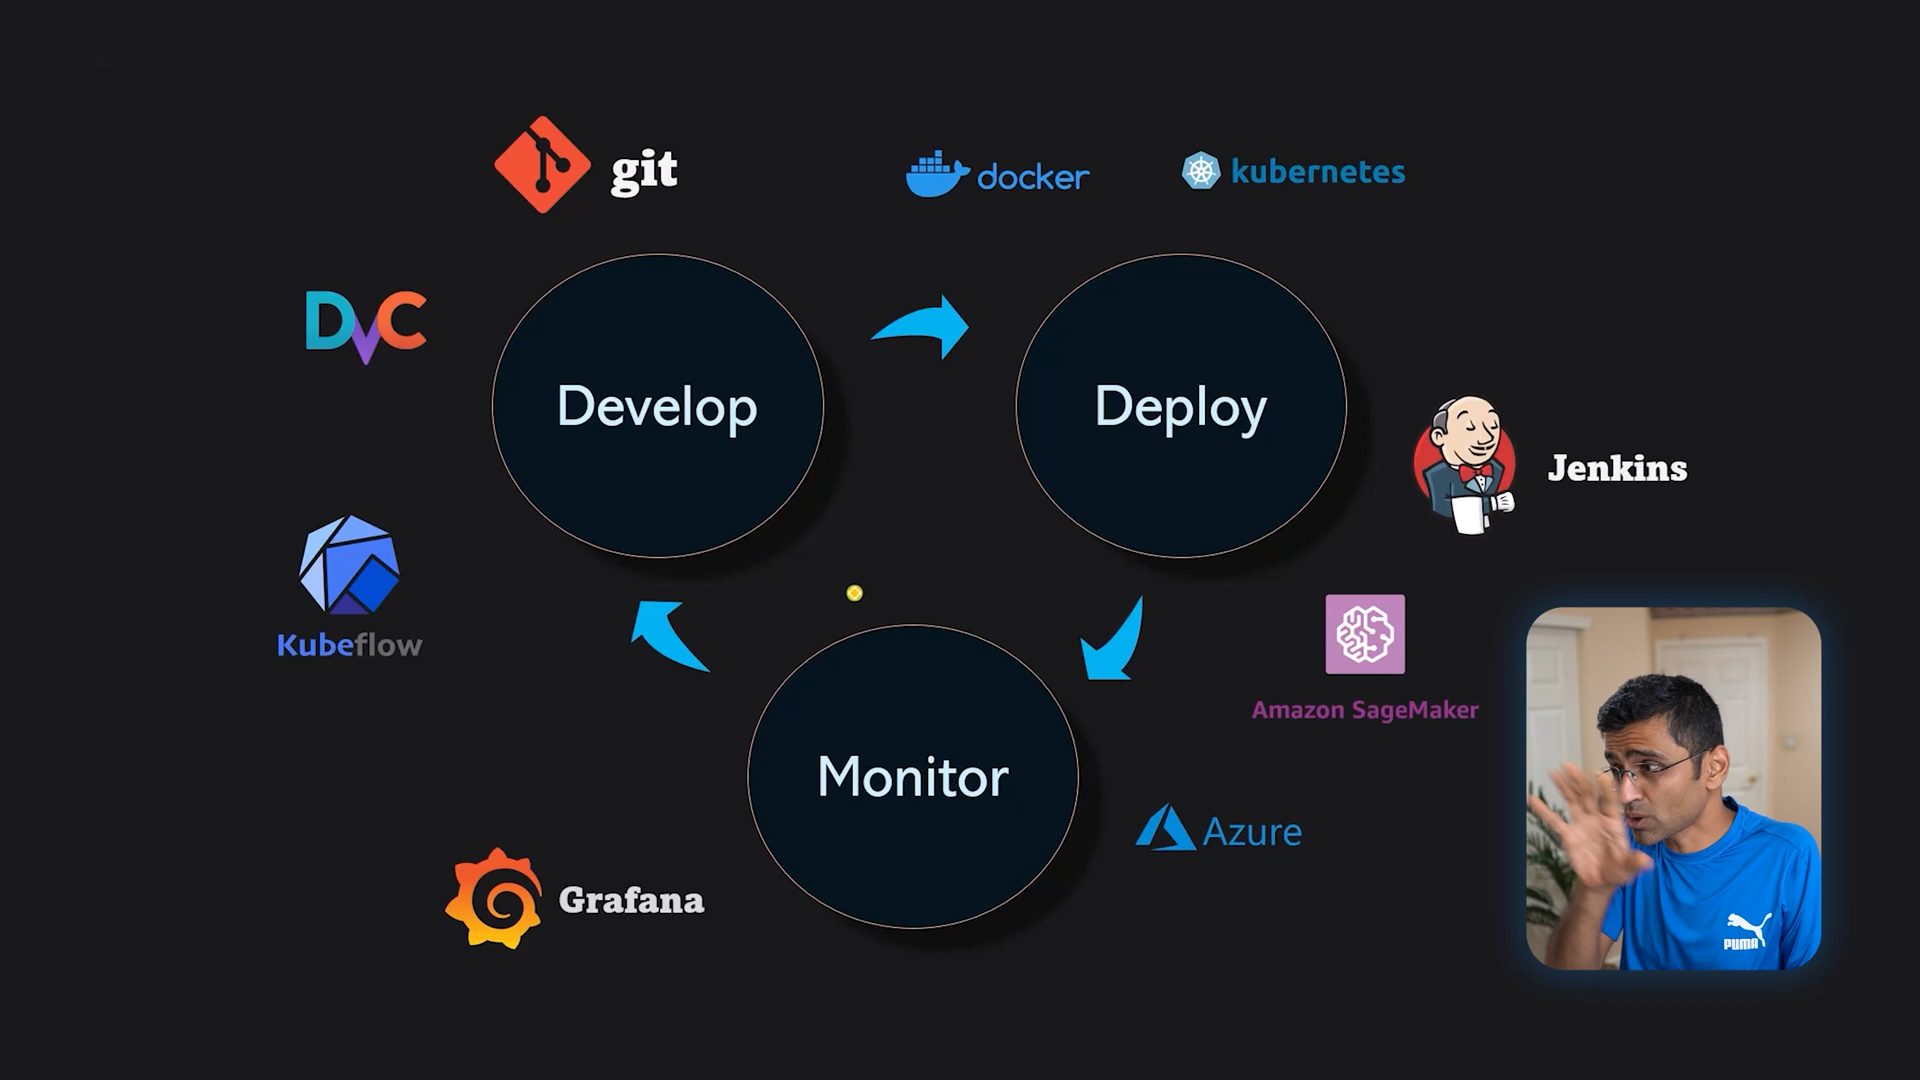 git
docker
kubernetes
DVC
Develop
Deploy
Jenkins
Kubeflow
Amazon SageMaker
Monitor
Azure
Grafana
PUMA